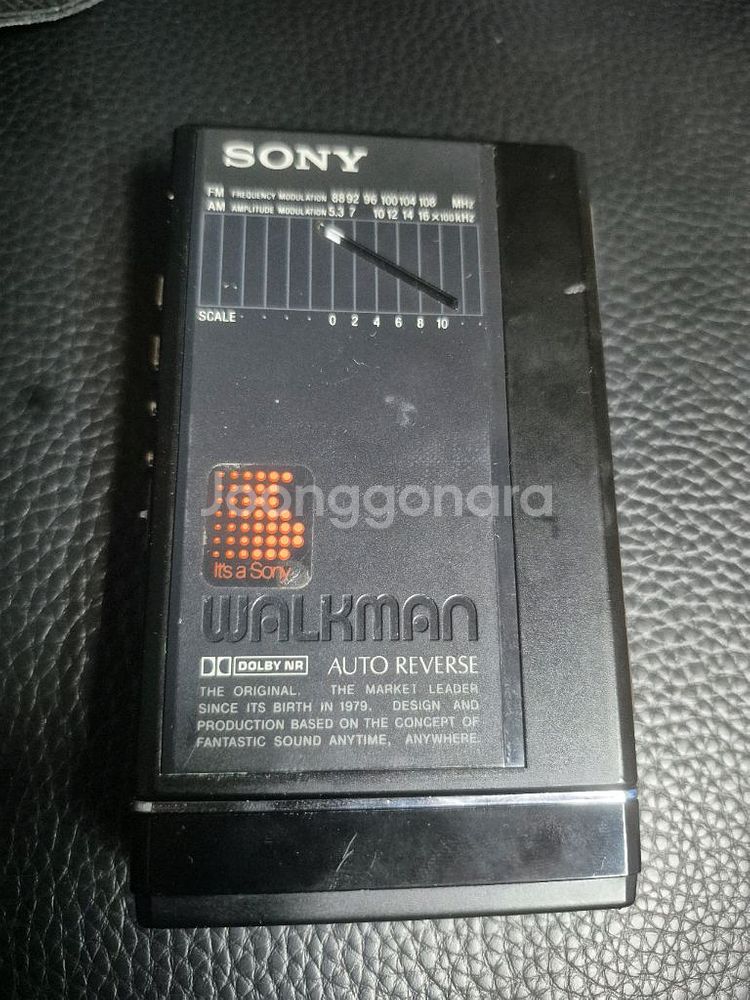 SONY
FM FREQUENCY MODULATION 88 92 96 100 104 108 MHz
AM AMPLITUDE MODULATION 5.3 7 10 12 14 16 ×100kHz
SCALE 0 2 4 6 8 10
Joonggonara
It's a Sony
WALKMAN
DOLBY NR AUTO REVERSE
THE ORIGINAL. THE MARKET LEADER
SINCE ITS BIRTH IN 1979. DESIGN AND
PRODUCTION BASED ON THE CONCEPT OF
FANTASTIC SOUND ANYTIME, ANYWHERE.